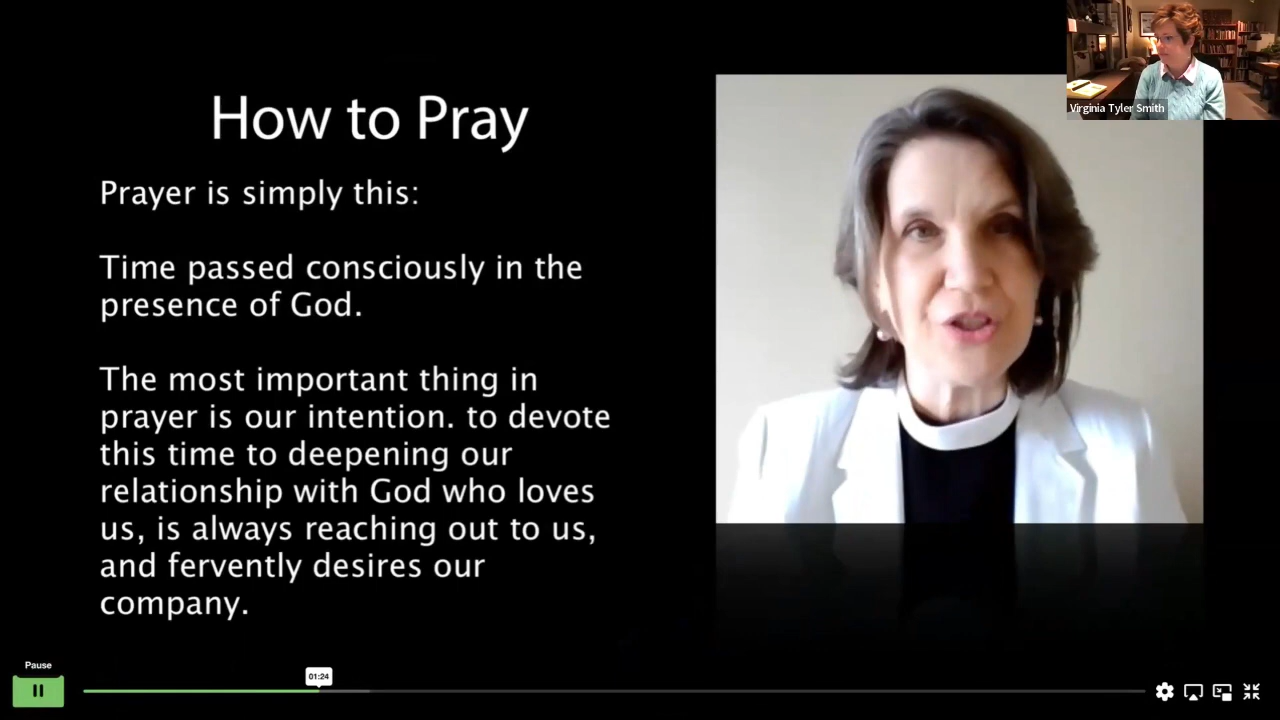 Virginia Tyler Smith
How to Pray
Prayer is simply this:
Time passed consciously in the
presence of God.
The most important thing in
prayer is our intention. to devote
this time to deepening our
relationship with God who loves
us, is always reaching out to us,
and fervently desires our
company.
Pause
01:24